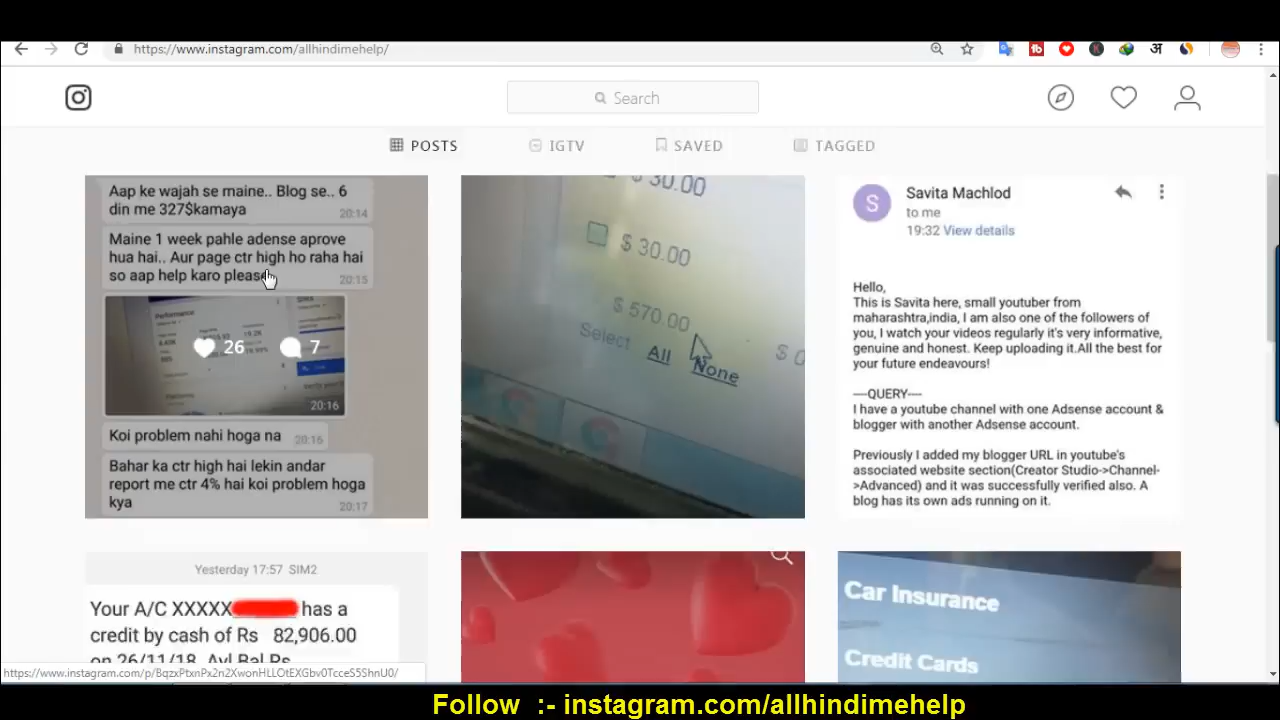 https://www.instagram.com/allhindimehelp/
Search
POSTS
IGTV
SAVED
TAGGED
Aap ke wajah se maine.. Blog se.. 6
din me 327$kamaya
20:14
Maine 1 week pahle adense aprove
hua hai.. Aur page ctr high ho raha hai
so aap help karo please
20:15
Performance
26
7
20:16
Koi problem nahi hoga na
20:16
Bahar ka ctr high hai lekin andar
report me ctr 4% hai koi problem hoga
kya
20:17
$ 30.00
$ 30.00
$ 570.00
Select
All
None
S
Savita Machlod
to me
19:32 View details
Hello,
This is Savita here, small youtuber from
maharashtra,india, I am also one of the followers of
you, I watch your videos regularly it's very informative,
genuine and honest. Keep uploading it.All the best for
your future endeavours!
----QUERY----
I have a youtube channel with one Adsense account &
blogger with another Adsense account.
Previously I added my blogger URL in youtube's
associated website section(Creator Studio->Channel-
>Advanced) and it was successfully verified also. A
blog has its own ads running on it.
Yesterday 17:57 SIM2
Your A/C XXXXX has a
credit by cash of Rs 82,906.00
on 26/11/18. Avl Bal Rs
Car Insurance
Credit Cards
Follow :- instagram.com/allhindimehelp